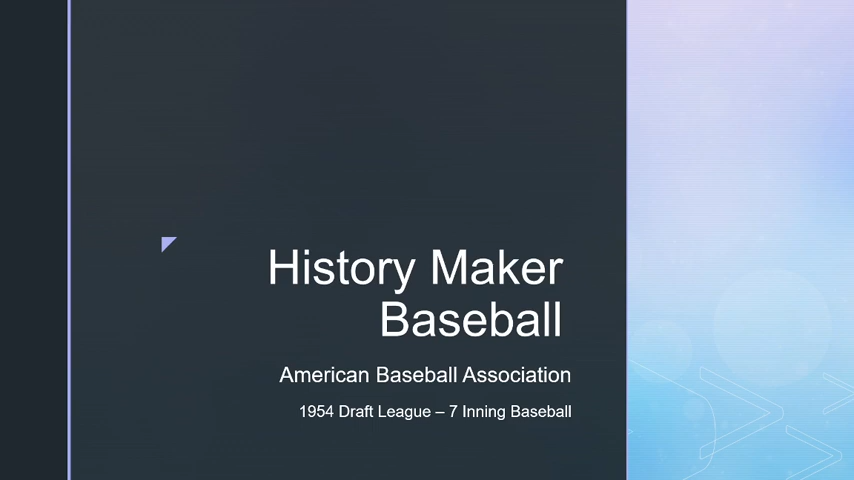 History Maker
Baseball
American Baseball Association
1954 Draft League – 7 Inning Baseball